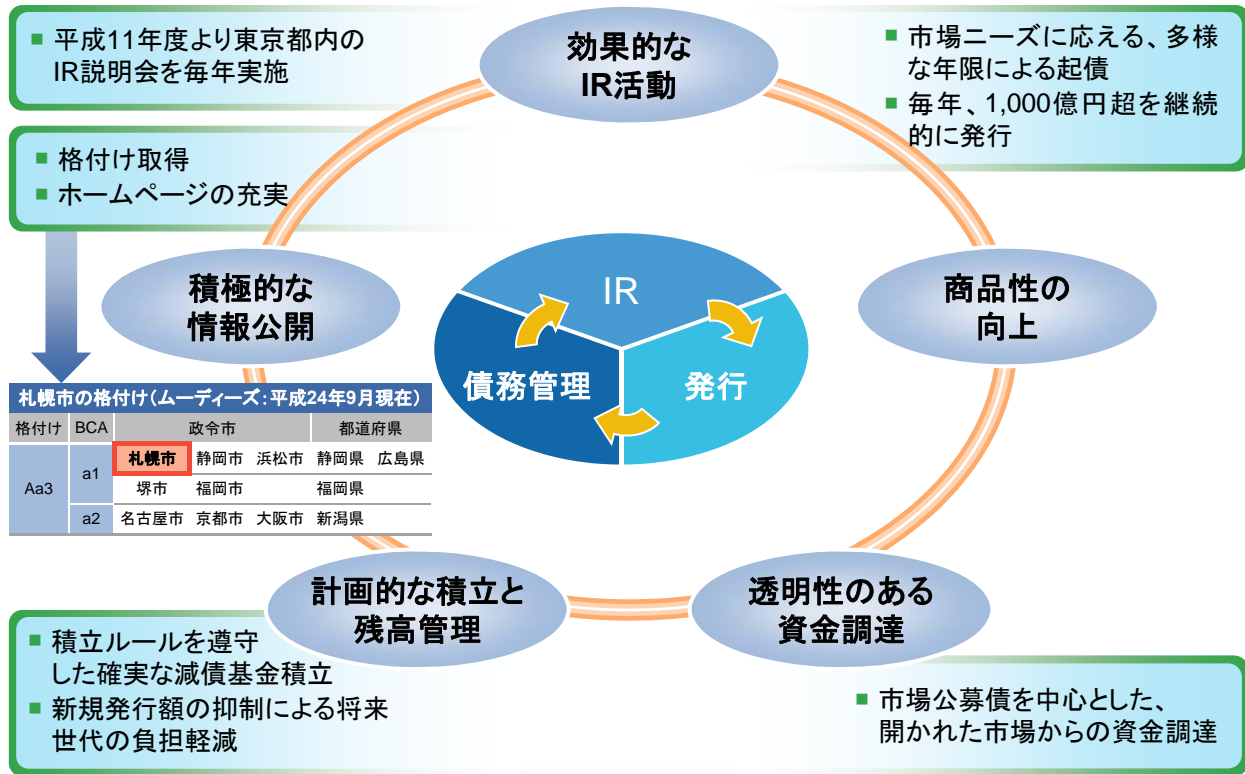 ■ 平成11年度より東京都内の
IR説明会を毎年実施
効果的な
IR活動
■ 市場ニーズに応える、多様
な年限による起債
■ 毎年、1,000億円超を継続
的に発行
■ 格付け取得
■ ホームページの充実
積極的な
情報公開
IR
債務管理
発行
商品性の
向上
札幌市の格付け(ムーディーズ:平成24年9月現在)
格付け BCA 政令市 都道府県
Aa3 a1 札幌市 静岡市 浜松市 静岡県 広島県
堺市 福岡市 福岡県
a2 名古屋市 京都市 大阪市 新潟県
計画的な積立と
残高管理
透明性のある
資金調達
■ 積立ルールを遵守
した確実な減債基金積立
■ 新規発行額の抑制による将来
世代の負担軽減
■ 市場公募債を中心とした、
開かれた市場からの資金調達